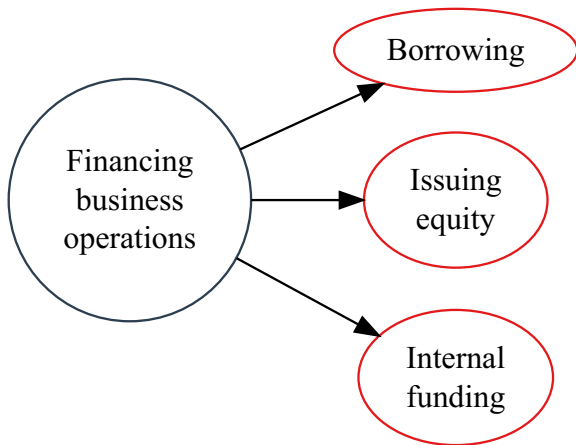 Financing
business
operations
Borrowing
Issuing
equity
Internal
funding